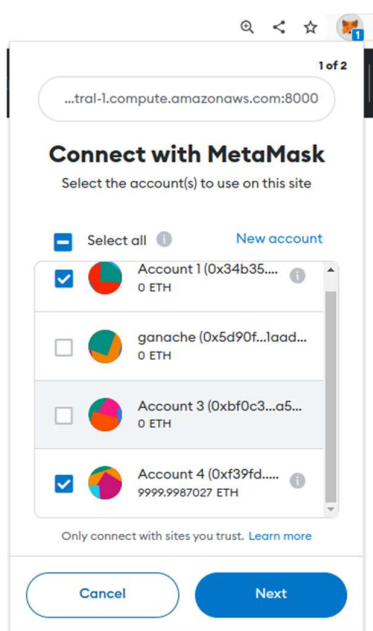 1
1 of 2
...tral-1.compute.amazonaws.com:8000
Connect with MetaMask
Select the account(s) to use on this site
Select all
New account
Account 1 (0x34b35....
0 ETH
ganache (0x5d90f...1aad...
0 ETH
Account 3 (0xbf0c3...a5...
0 ETH
Account 4 (0xf39fd.....
9999.9987027 ETH
Only connect with sites you trust. Learn more
Cancel
Next